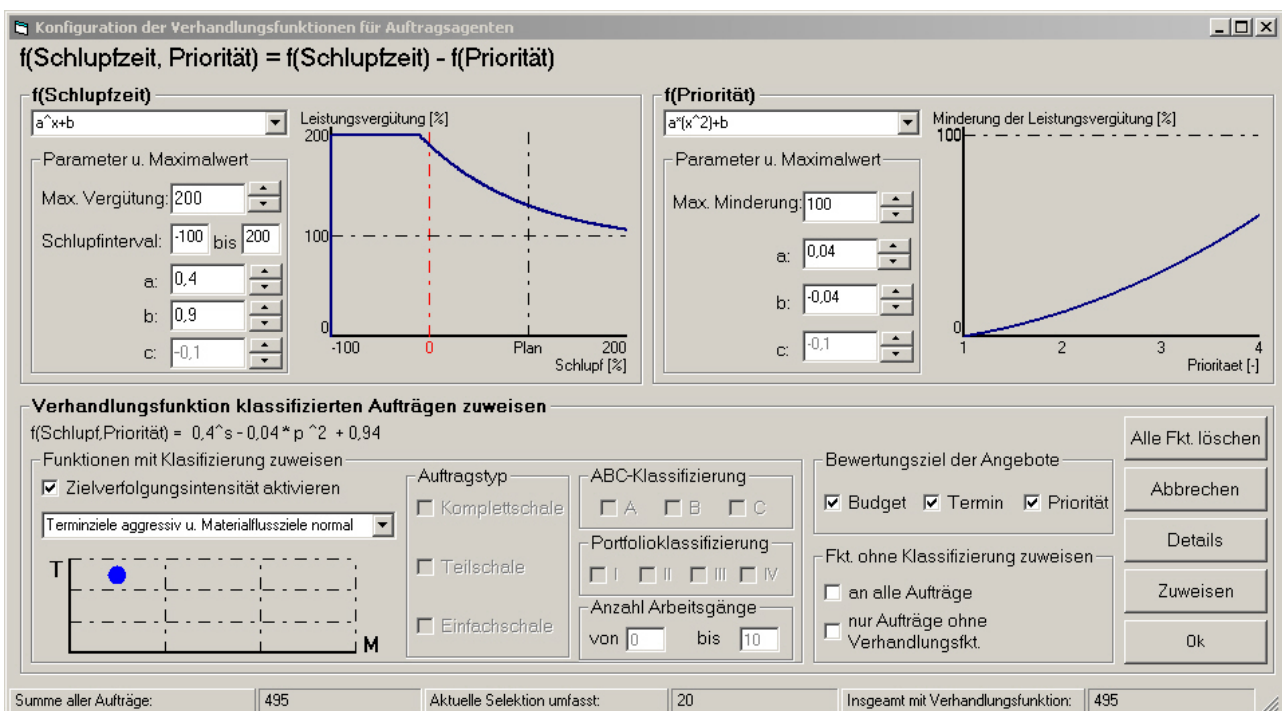 Konfiguration der Verhandlungsfunktionen für Auftragsagenten
f(Schlupfzeit, Priorität) = f(Schlupfzeit) - f(Priorität)
f(Schlupfzeit)
a^x+b
Parameter u. Maximalwert
Max. Vergütung: 200
Schlupfinterval: -100 bis 200
a: 0,4
b: 0,9
c: -0,1
Leistungsvergütung [%]
200
100
0
-100 0 Plan 200
Schlupf [%]
f(Priorität)
a*(x^2)+b
Parameter u. Maximalwert
Max. Minderung: 100
a: 0,04
b: -0,04
c: -0,1
Minderung der Leistungsvergütung [%]
100
0
1 2 3 4
Prioritaet [-]
Verhandlungsfunktion klassifizierten Aufträgen zuweisen
f(Schlupf,Priorität) = 0,4^s - 0,04 * p ^2 + 0,94
Funktionen mit Klasifizierung zuweisen
Zielverfolgungsintensität aktivieren
Terminziele aggressiv u. Materialflussziele normal
T
M
Auftragstyp
Komplettschale
Teilschale
Einfachschale
ABC-Klassifizierung
A B C
Portfolioklassifizierung
I II III IV
Anzahl Arbeitsgänge
von 0 bis 10
Bewertungsziel der Angebote
Budget Termin Priorität
Fkt. ohne Klassifizierung zuweisen
an alle Aufträge
nur Aufträge ohne
Verhandlungsfkt.
Alle Fkt. löschen
Abbrechen
Details
Zuweisen
Ok
Summe aller Aufträge: 495 Aktuelle Selektion umfasst: 20 Insgeamt mit Verhandlungsfunktion: 495